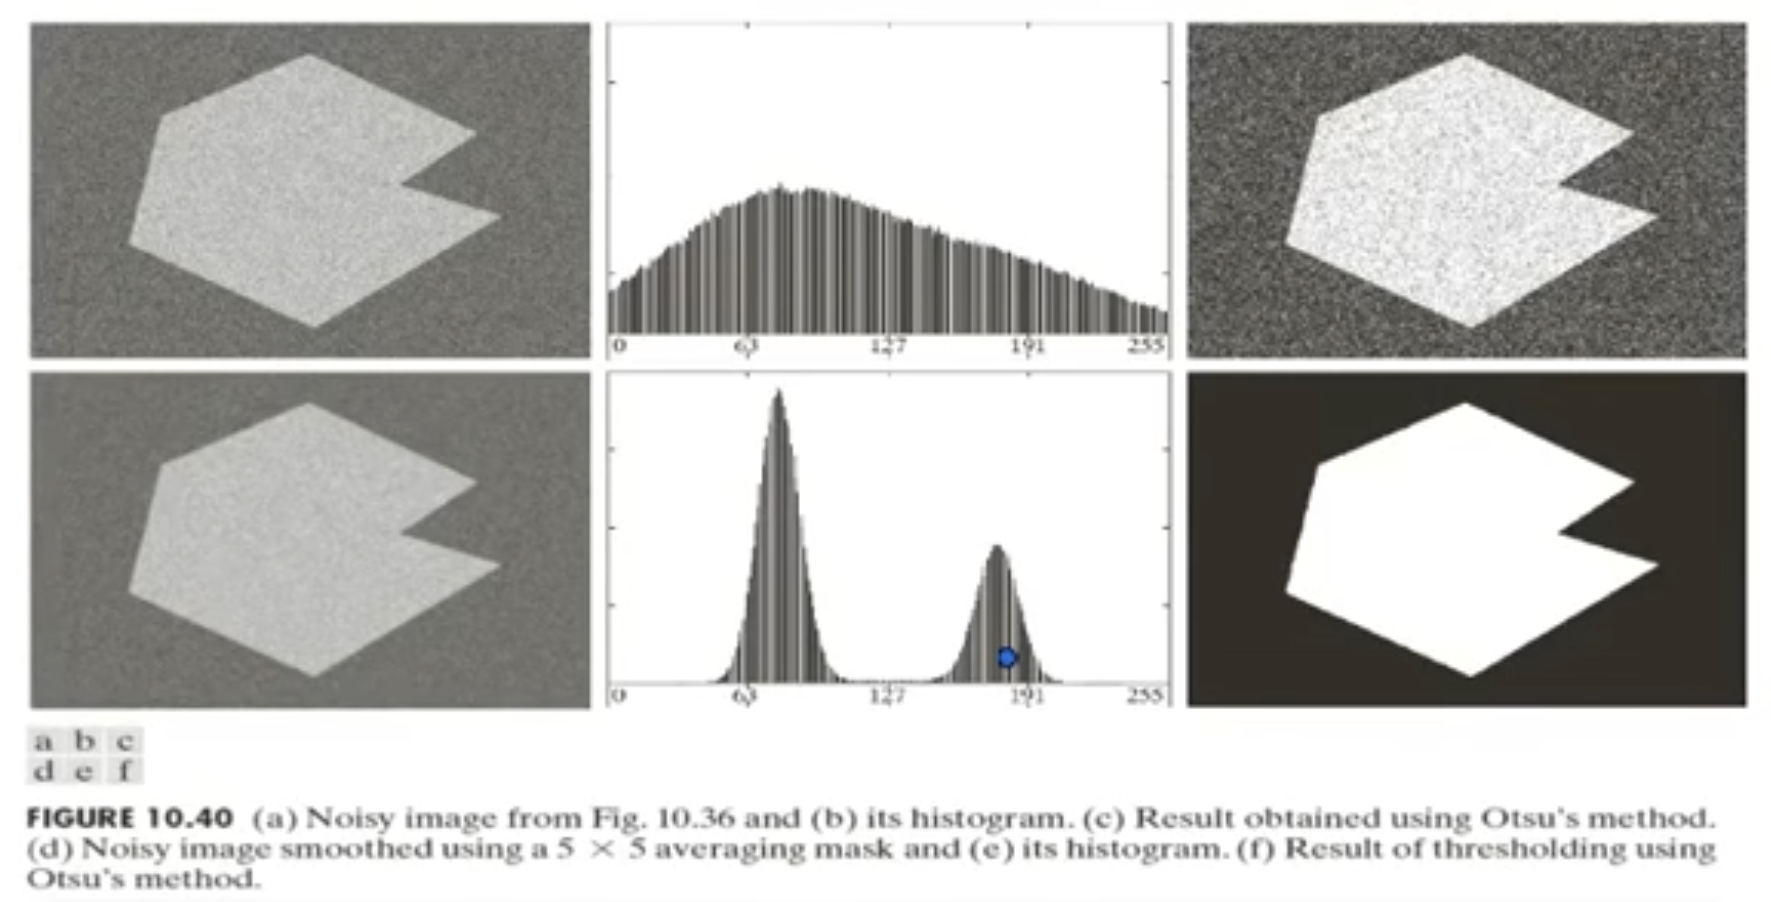 0 63 127 191 255
0 63 127 191 255
a b c
d e f
FIGURE 10.40 (a) Noisy image from Fig. 10.36 and (b) its histogram. (c) Result obtained using Otsu's method.
(d) Noisy image smoothed using a 5 × 5 averaging mask and (e) its histogram. (f) Result of thresholding using
Otsu's method.